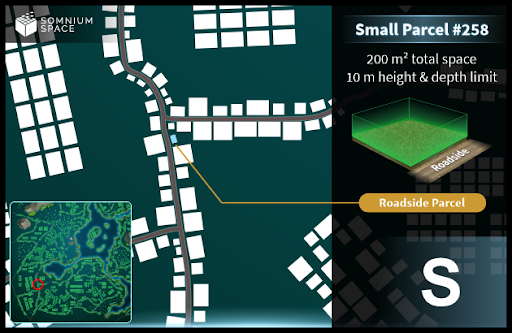 SOMNIUM
SPACE
Small Parcel #258
200 m² total space
10 m height & depth limit
Roadside
Roadside Parcel
S